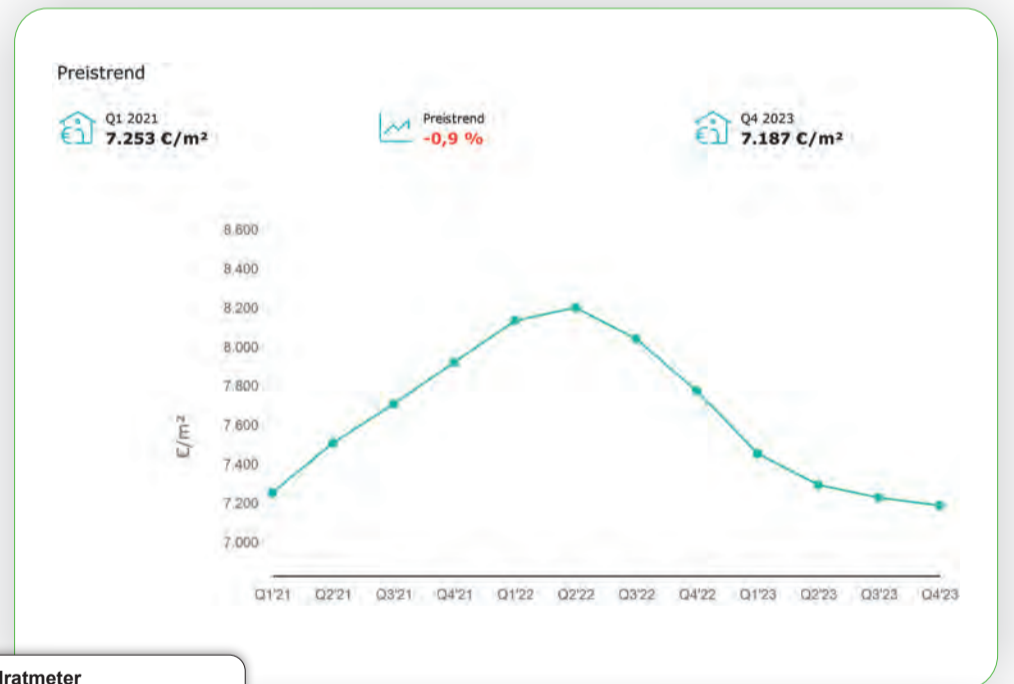 Preistrend
Q1 2021
7.253 €/m²
Preistrend
-0,9 %
Q4 2023
7.187 €/m²
8.600
8.400
8.200
8.000
7.800
7.600
7.400
7.200
7.000
€/m²
Q1'21 Q2'21 Q3'21 Q4'21 Q1'22 Q2'22 Q3'22 Q4'22 Q1'23 Q2'23 Q3'23 Q4'23